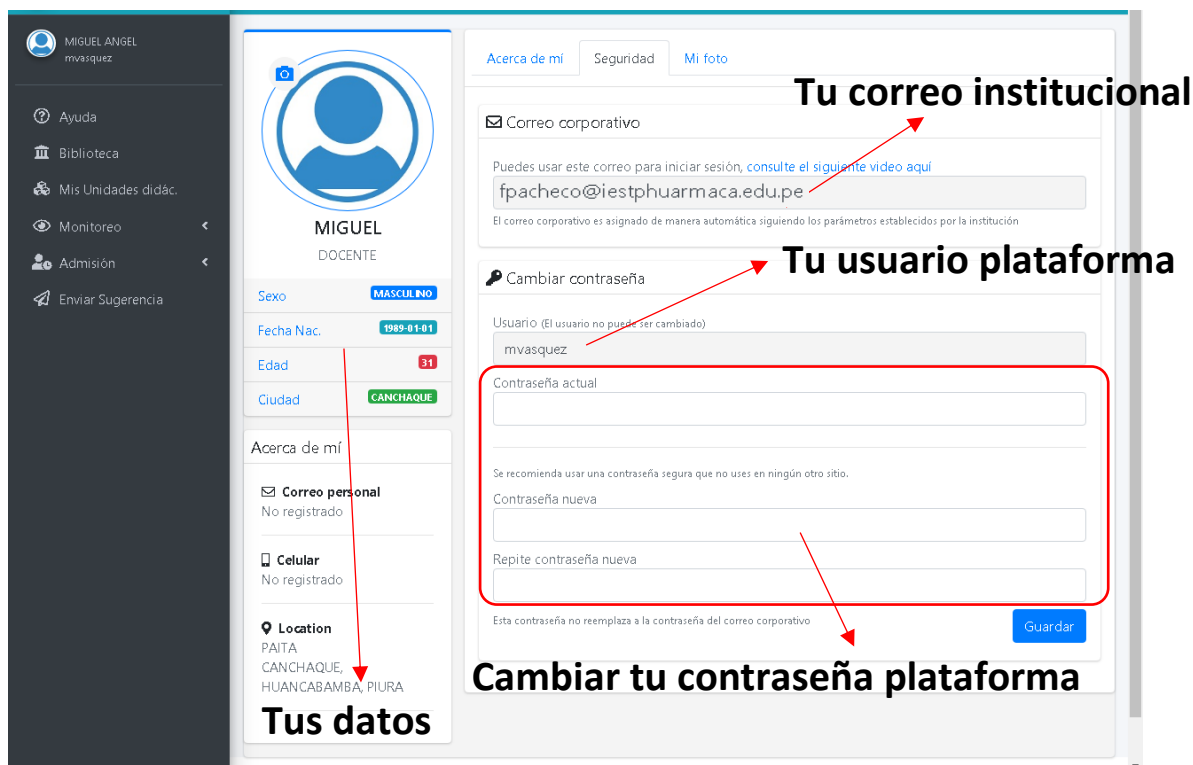 MIGUEL ANGEL
mvasquez
Ayuda
Biblioteca
Mis Unidades didác.
Monitoreo
Admisión
Enviar Sugerencia
MIGUEL
DOCENTE
Sexo MASCULINO
Fecha Nac. 1989-01-01
Edad 31
Ciudad CANCHAQUE
Acerca de mí
Correo personal
No registrado
Celular
No registrado
Location
PAITA
CANCHAQUE,
HUANCABAMBA, PIURA
Tus datos
Acerca de mí Seguridad Mi foto
Tu correo institucional
Correo corporativo
Puedes usar este correo para iniciar sesión, consulte el siguiente video aquí
fpacheco@iestphuarmaca.edu.pe
El correo corporativo es asignado de manera automática siguiendo los parámetros establecidos por la institución
Tu usuario plataforma
Cambiar contraseña
Usuario (El usuario no puede ser cambiado)
mvasquez
Contraseña actual
Se recomienda usar una contraseña segura que no uses en ningún otro sitio.
Contraseña nueva
Repite contraseña nueva
Esta contraseña no reemplaza a la contraseña del correo corporativo
Guardar
Cambiar tu contraseña plataforma